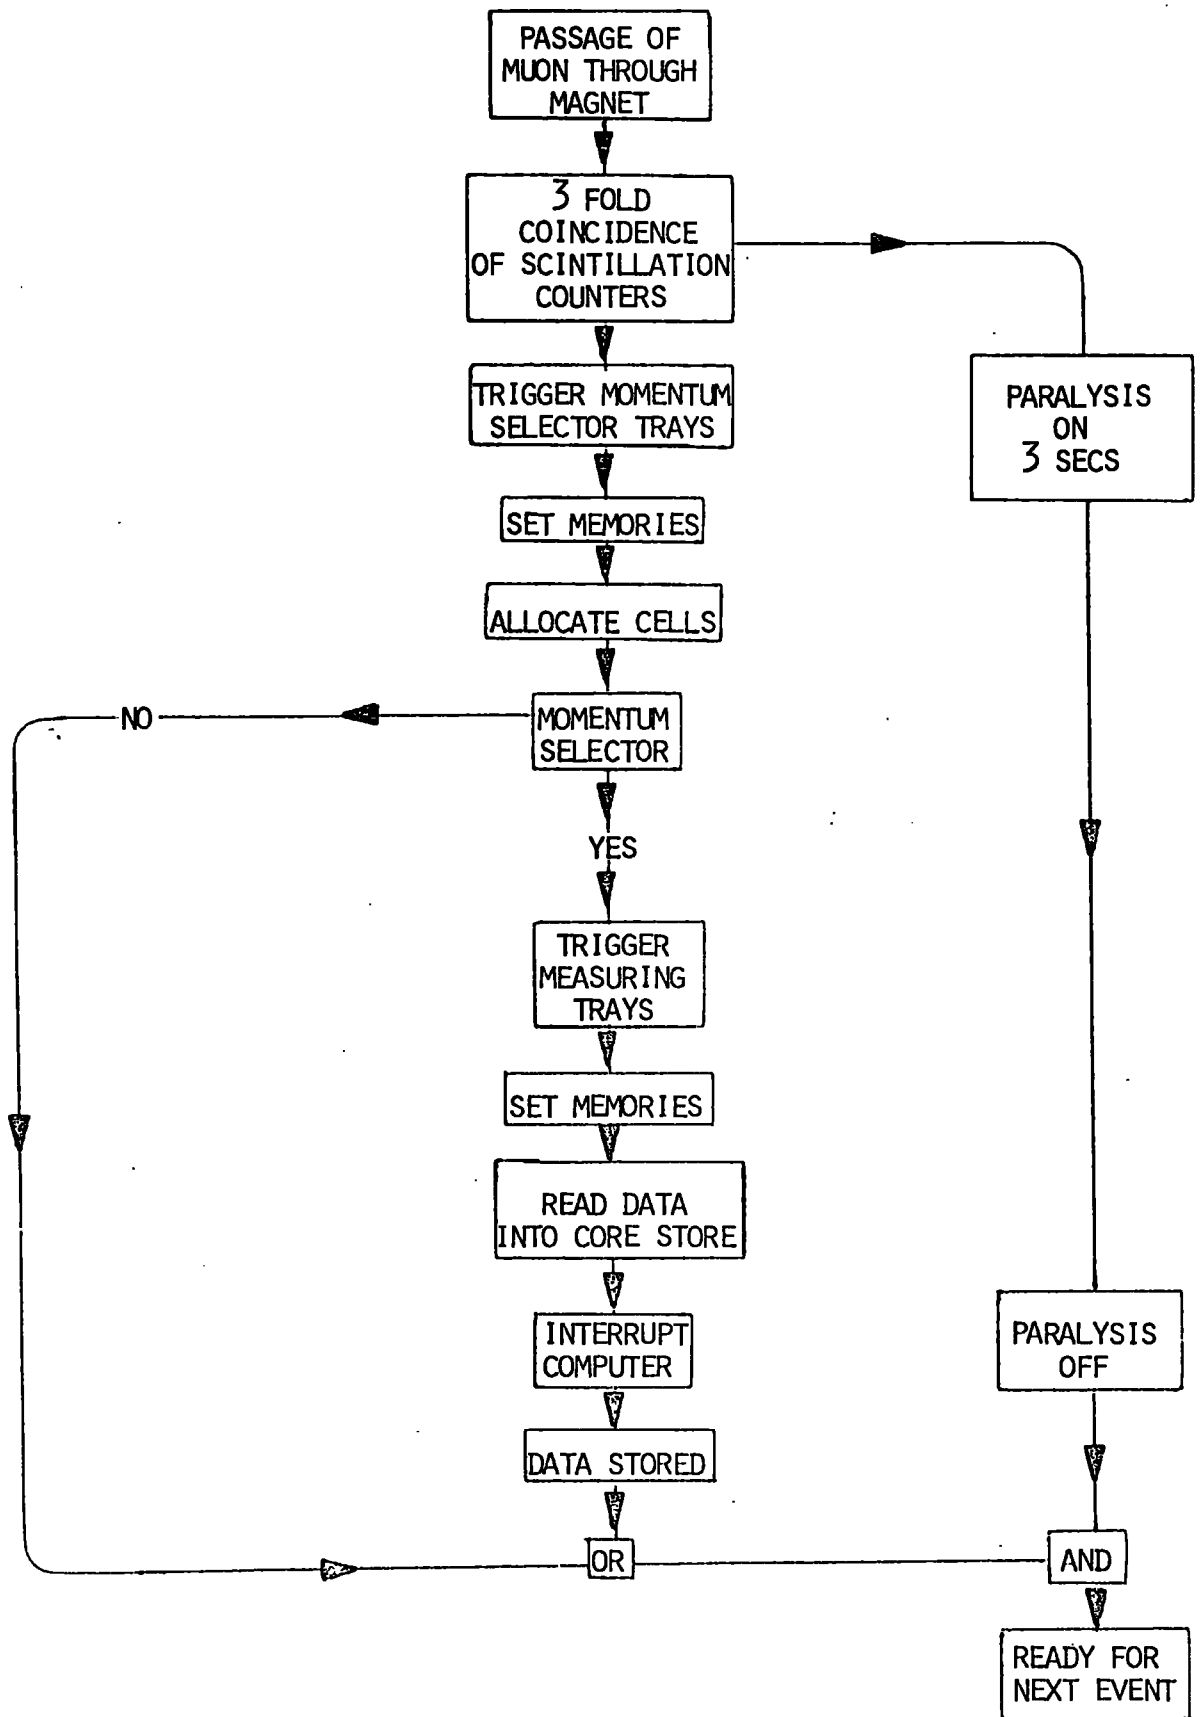 PASSAGE OF
MUON THROUGH
MAGNET
3 FOLD
COINCIDENCE
OF SCINTILLATION
COUNTERS
TRIGGER MOMENTUM
SELECTOR TRAYS
PARALYSIS
ON
3 SECS
SET MEMORIES
ALLOCATE CELLS
NO
MOMENTUM
SELECTOR
YES
TRIGGER
MEASURING
TRAYS
SET MEMORIES
READ DATA
INTO CORE STORE
INTERRUPT
COMPUTER
PARALYSIS
OFF
DATA STORED
OR
AND
READY FOR
NEXT EVENT